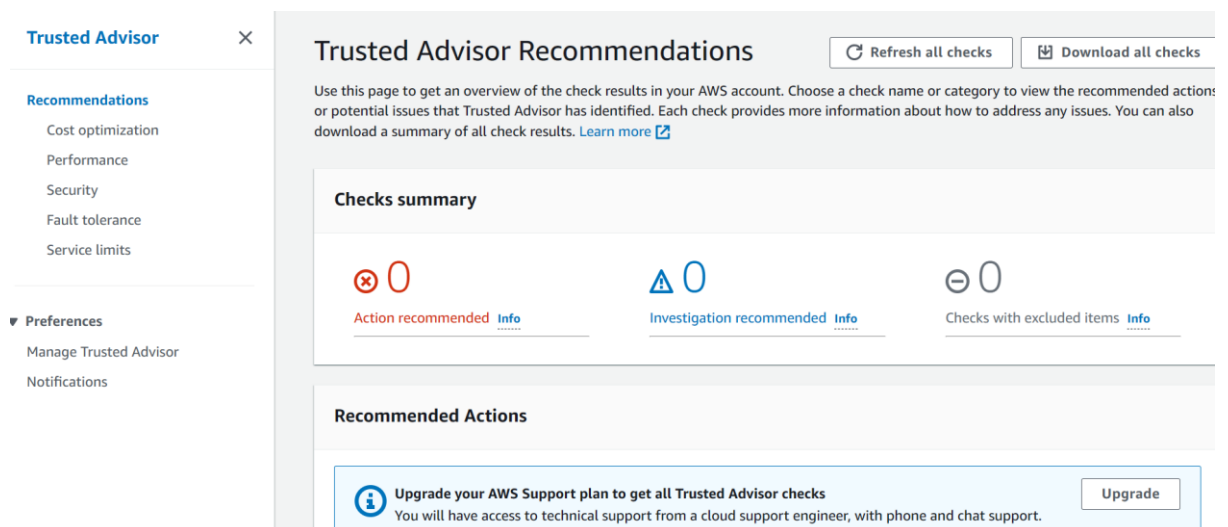 Trusted Advisor
Recommendations
Cost optimization
Performance
Security
Fault tolerance
Service limits
Preferences
Manage Trusted Advisor
Notifications
Trusted Advisor Recommendations
Refresh all checks
Download all checks
Use this page to get an overview of the check results in your AWS account. Choose a check name or category to view the recommended actions
or potential issues that Trusted Advisor has identified. Each check provides more information about how to address any issues. You can also
download a summary of all check results. Learn more
Checks summary
0
Action recommended Info
0
Investigation recommended Info
0
Checks with excluded items Info
Recommended Actions
Upgrade your AWS Support plan to get all Trusted Advisor checks
You will have access to technical support from a cloud support engineer, with phone and chat support.
Upgrade